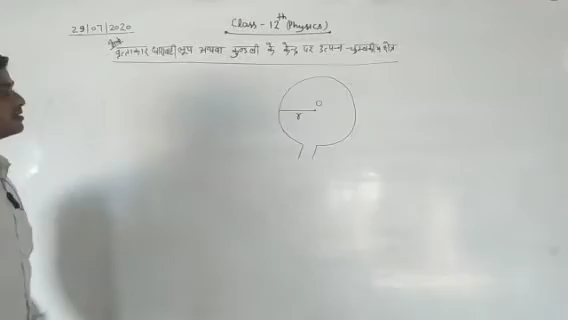 29/07/2020
Class - 12th (Physics)
वृत्ताकार धारावाही लूप अथवा कुण्डली के केन्द्र पर उत्पन्न चुम्बकीय क्षेत्र
O
r